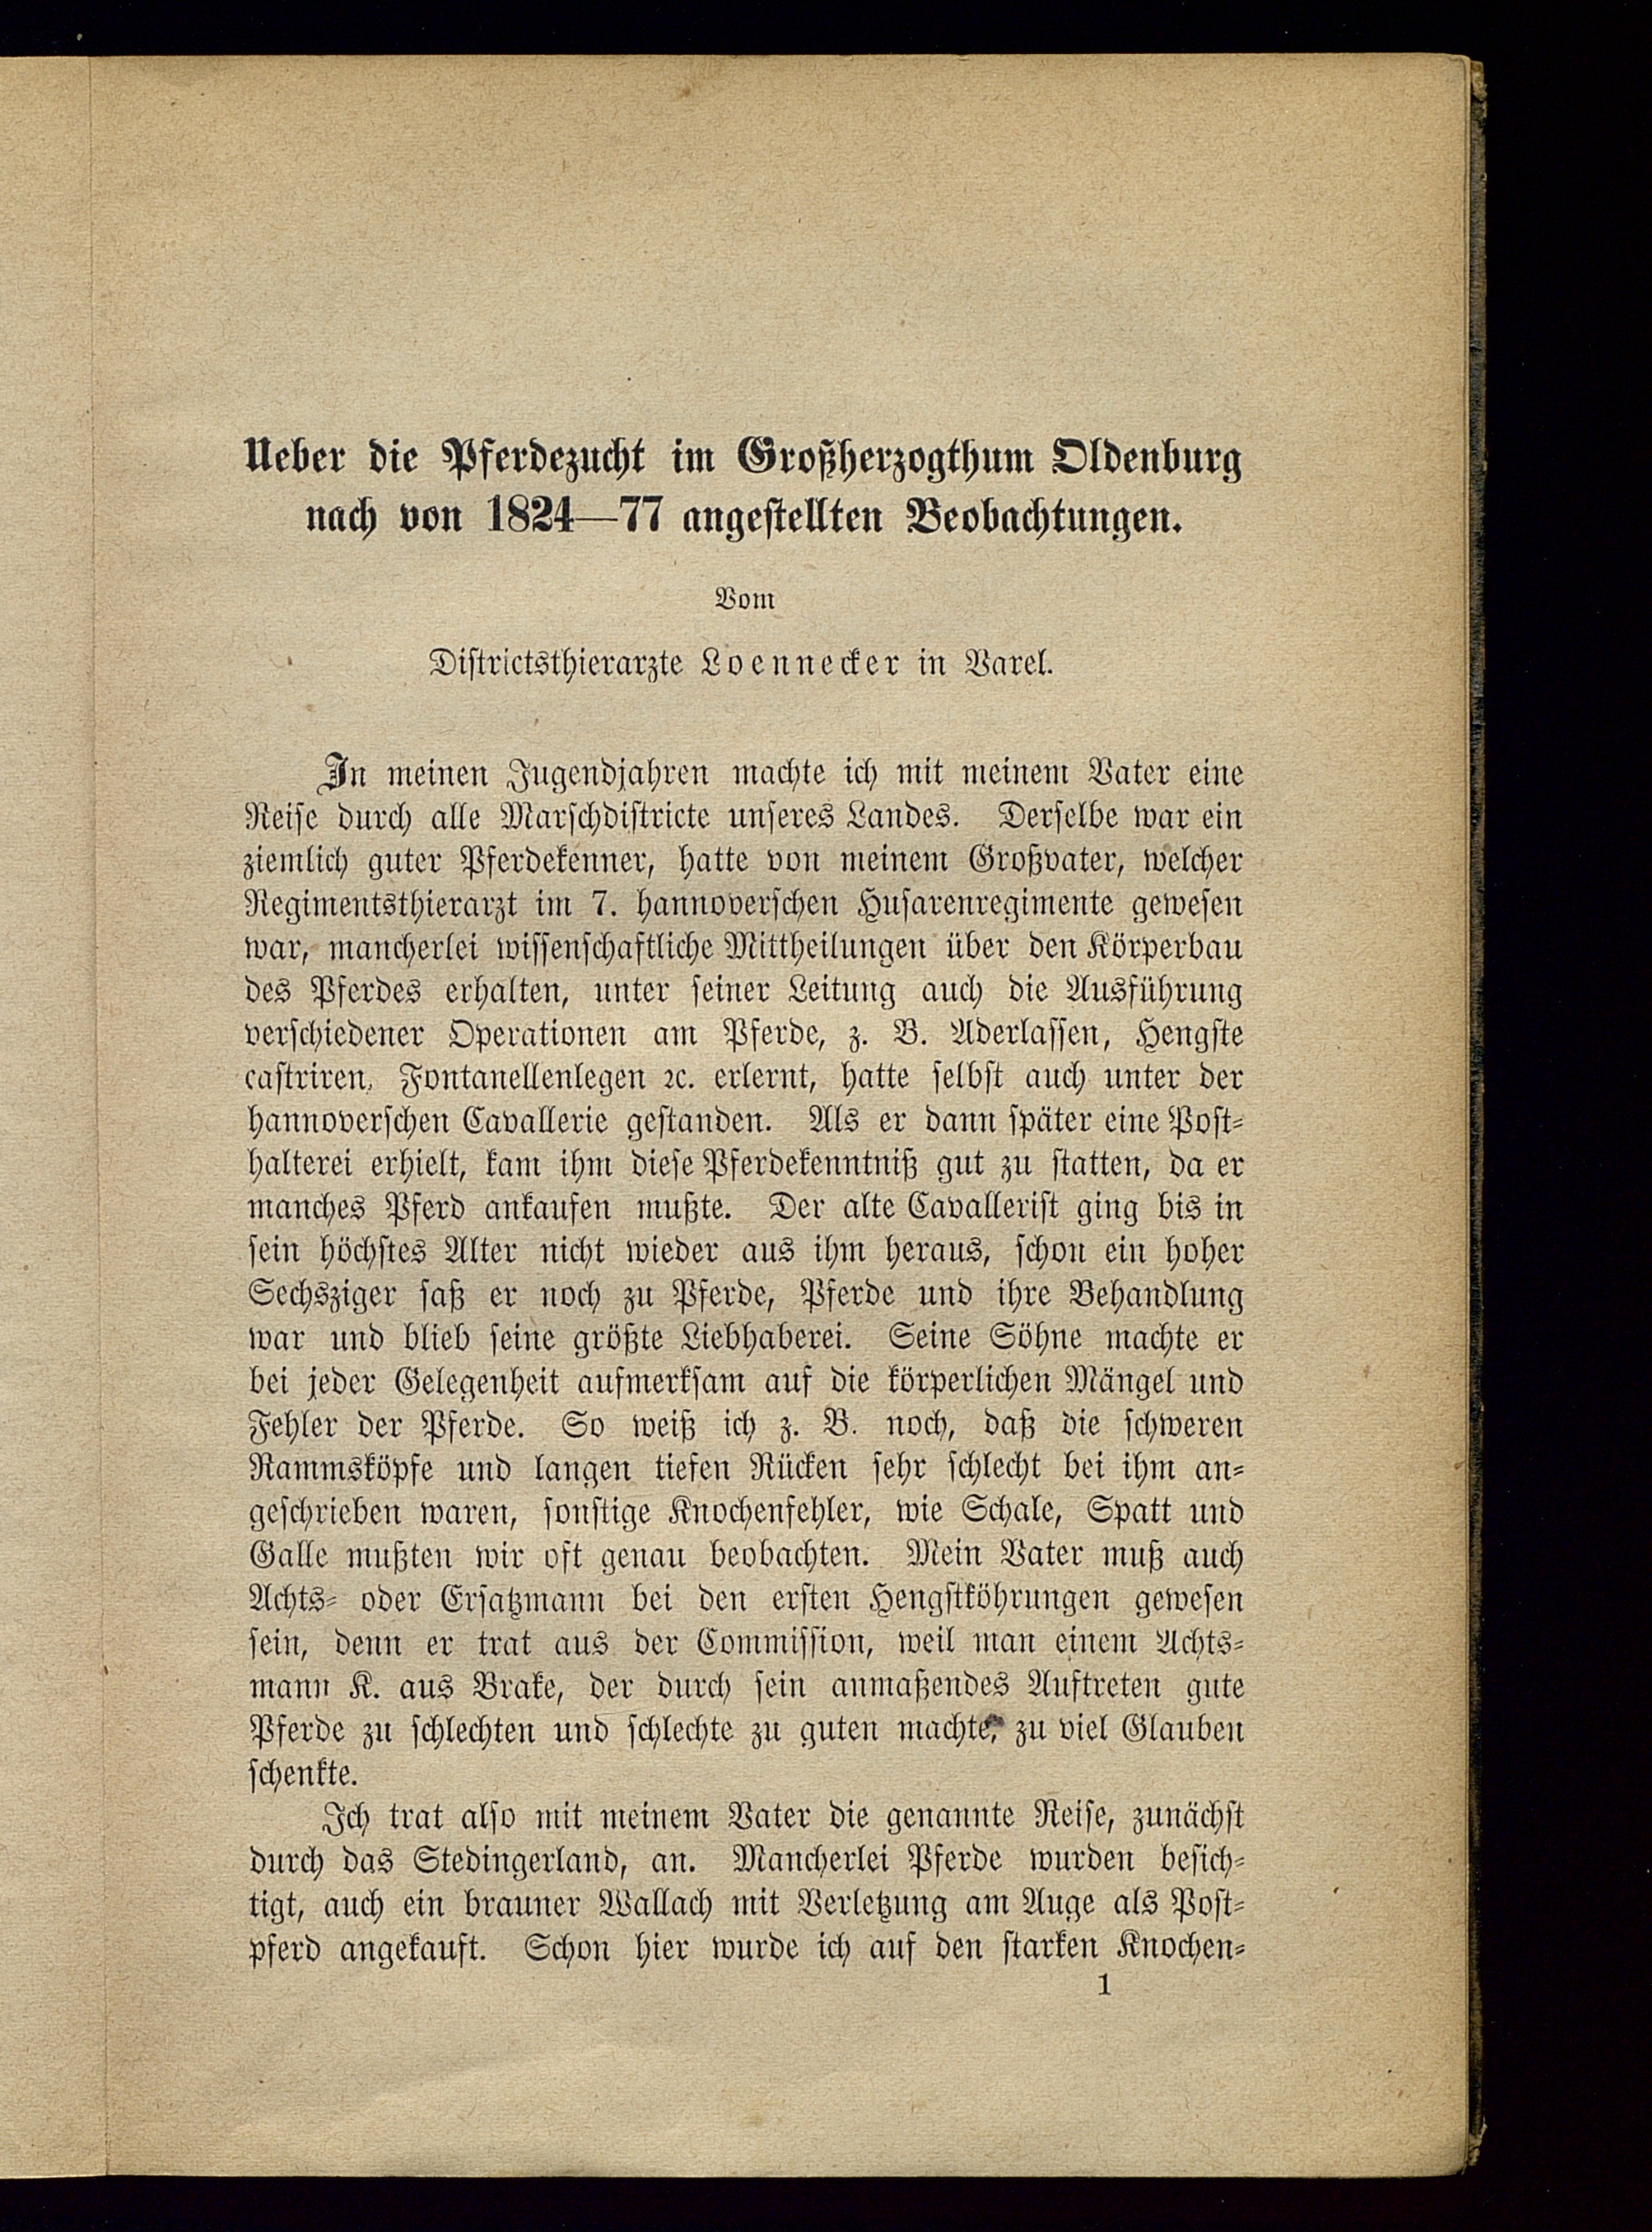 Ueber die Pferdezucht im Großherzogthum Oldenburg
nach von 1824—77 angestellten Beobachtungen.
Vom
Districtsthierarzte Loennecker in Varel.
In meinen Jugendjahren machte ich mit meinem Vater eine
Reise durch alle Marschdistricte unseres Landes. Derselbe war ein
ziemlich guter Pferdekenner, hatte von meinem Großvater, welcher
Regimentsthierarzt im 7. hannoverschen Husarenregimente gewesen
war, mancherlei wissenschaftliche Mittheilungen über den Körperbau
des Pferdes erhalten, unter seiner Leitung auch die Ausführung
verschiedener Operationen am Pferde, z. B. Aderlassen, Hengste
castriren, Fontanellenlegen ꝛc. erlernt, hatte selbst auch unter der
hannoverschen Cavallerie gestanden. Als er dann später eine Post-
halterei erhielt, kam ihm diese Pferdekenntniß gut zu statten, da er
manches Pferd ankaufen mußte. Der alte Cavallerist ging bis in
sein höchstes Alter nicht wieder aus ihm heraus, schon ein hoher
Sechsziger saß er noch zu Pferde, Pferde und ihre Behandlung
war und blieb seine größte Liebhaberei. Seine Söhne machte er
bei jeder Gelegenheit aufmerksam auf die körperlichen Mängel und
Fehler der Pferde. So weiß ich z. B. noch, daß die schweren
Rammsköpfe und langen tiefen Rücken sehr schlecht bei ihm an-
geschrieben waren, sonstige Knochenfehler, wie Schale, Spatt und
Galle mußten wir oft genau beobachten. Mein Vater muß auch
Achts- oder Ersatzmann bei den ersten Hengstköhrungen gewesen
sein, denn er trat aus der Commission, weil man einem Achts-
mann K. aus Brake, der durch sein anmaßendes Auftreten gute
Pferde zu schlechten und schlechte zu guten machte, zu viel Glauben
schenkte.
Ich trat also mit meinem Vater die genannte Reise, zunächst
durch das Stedingerland, an. Mancherlei Pferde wurden besich-
tigt, auch ein brauner Wallach mit Verletzung am Auge als Post-
pferd angekauft. Schon hier wurde ich auf den starken Knochen-
1